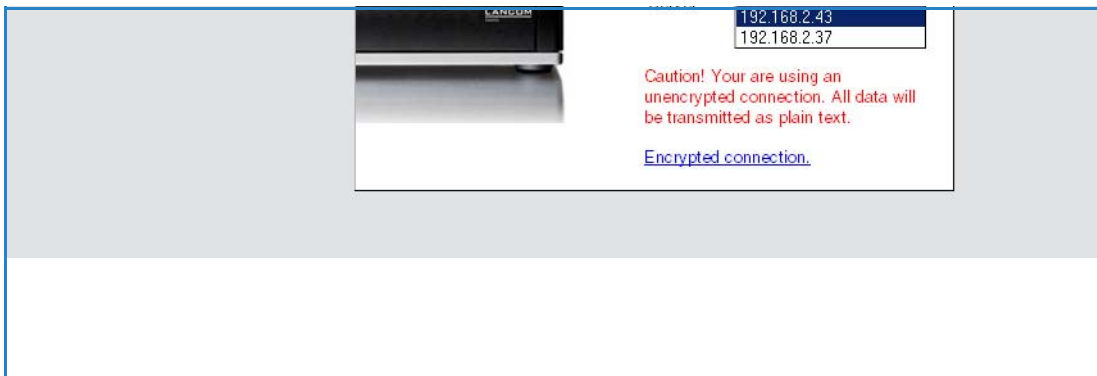 LANCOM
192.168.2.43
192.168.2.37
Caution! Your are using an
unencrypted connection. All data will
be transmitted as plain text.
Encrypted connection.